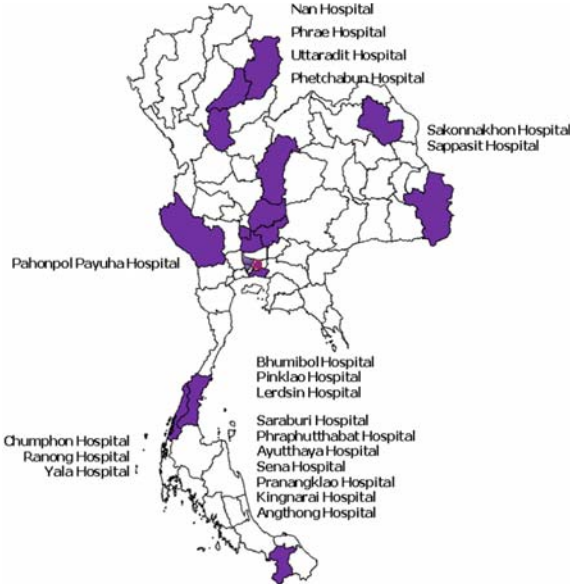 Nan Hospital
Phrae Hospital
Uttaradit Hospital
Phetchabun Hospital
Sakonnakhon Hospital
Sappasit Hospital
Pahonpol Payuha Hospital
Bhumibol Hospital
Pinklao Hospital
Lerdsin Hospital
Saraburi Hospital
Phraphutthabat Hospital
Ayutthaya Hospital
Sena Hospital
Pranangklao Hospital
Kingnarai Hospital
Angthong Hospital
Chumphon Hospital
Ranong Hospital
Yala Hospital